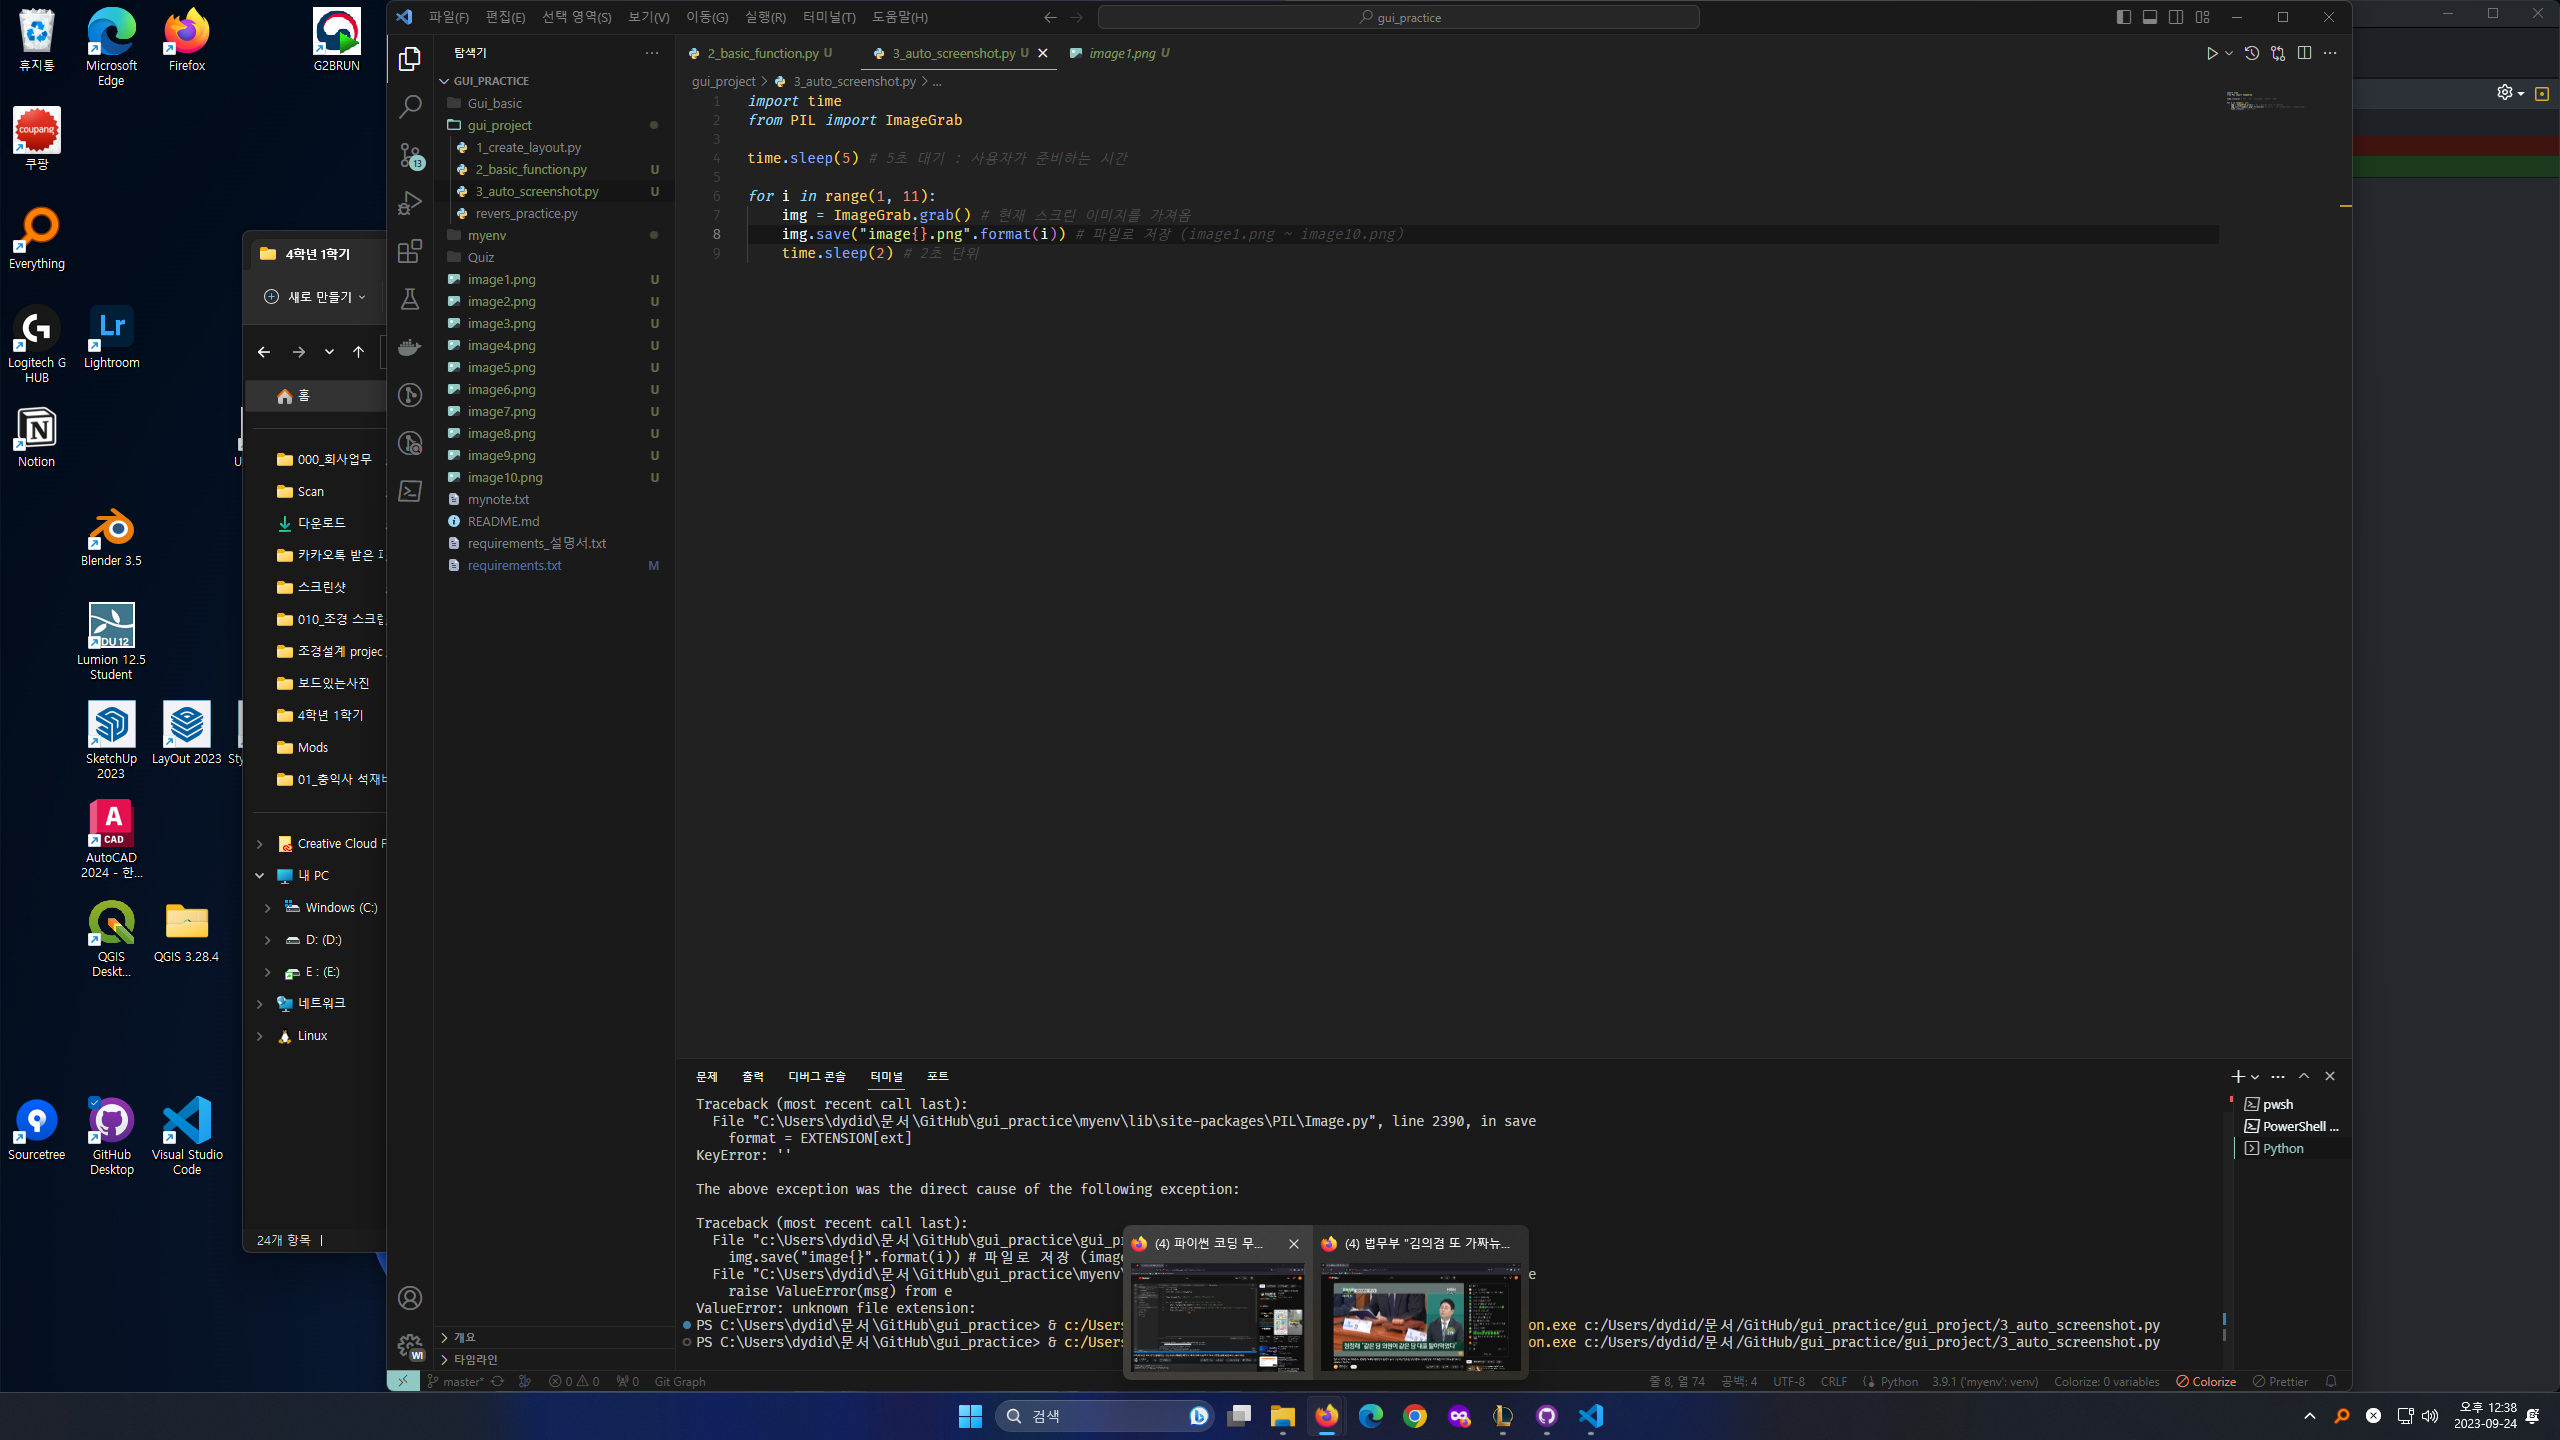 휴지통
Microsoft Edge
Firefox
G2BRUN
coupang
쿠팡
Everything
Logitech G HUB
Lr
Lightroom
Notion
Blender 3.5
DU 12
Lumion 12.5 Student
SketchUp 2023
LayOut 2023
Sty
A CAD
AutoCAD 2024 - 한...
QGIS Deskt...
QGIS 3.28.4
Sourcetree
GitHub Desktop
Visual Studio Code
4학년 1학기
새로 만들기
홈
000_회사업무
Scan
다운로드
카카오톡 받은
스크린샷
010_조경 스크립
조경설계 projec
보드있는사진
4학년 1학기
Mods
01_충익사
Creative Cloud F
내 PC
Windows (C:)
D: (D:)
E : (E:)
네트워크
Linux
24개 항목
파일(F) 편집(E) 선택 영역(S) 보기(V) 이동(G) 실행(R) 터미널(T) 도움말(H)
gui_practice
탐색기
GUI_PRACTICE
Gui_basic
gui_project
1_create_layout.py
2_basic_function.py U
3_auto_screenshot.py U
revers_practice.py
myenv
Quiz
image1.png U
image2.png U
image3.png U
image4.png U
image5.png U
image6.png U
image7.png U
image8.png U
image9.png U
image10.png U
mynote.txt
README.md
requirements_설명서.txt
requirements.txt M
13
개요
타임라인
2_basic_function.py U 3_auto_screenshot.py U image1.png U
gui_project > 3_auto_screenshot.py > ...
1 import time
2 from PIL import ImageGrab
3
4 time.sleep(5) # 5초 대기 : 사용자가 준비하는 시간
5
6 for i in range(1, 11):
7 img = ImageGrab.grab() # 현재 스크린 이미지를 가져옴
8 img.save("image{}.png".format(i)) # 파일로 저장 (image1.png ~ image10.png)
9 time.sleep(2) # 2초 단위
문제 출력 디버그 콘솔 터미널 포트
Traceback (most recent call last):
File "C:\Users\dydid\문서\GitHub\gui_practice\myenv\lib\site-packages\PIL\Image.py", line 2390, in save
format = EXTENSION[ext]
KeyError: ''
The above exception was the direct cause of the following exception:
Traceback (most recent call last):
File "c:\Users\dydid\문서\GitHub\gui_practice\gui_pr
img.save("image{}".format(i)) # 파일로 저장 (imag
File "C:\Users\dydid\문서\GitHub\gui_practice\myenv\ e
raise ValueError(msg) from e
ValueError: unknown file extension:
PS C:\Users\dydid\문서\GitHub\gui_practice> & c:/Users on.exe c:/Users/dydid/문서/GitHub/gui_practice/gui_project/3_auto_screenshot.py
PS C:\Users\dydid\문서\GitHub\gui_practice> & c:/Users on.exe c:/Users/dydid/문서/GitHub/gui_practice/gui_project/3_auto_screenshot.py
pwsh
PowerShell ...
Python
(4) 파이썬 코딩 무...
(4) 법무부 "김의겸 또 가짜뉴...
WI
master*
0 0
0
Git Graph
줄 8, 열 74 공백: 4 UTF-8 CRLF Python 3.9.1 ('myenv': venv) Colorize: 0 variables Colorize Prettier
검색
오후 12:38
2023-09-24